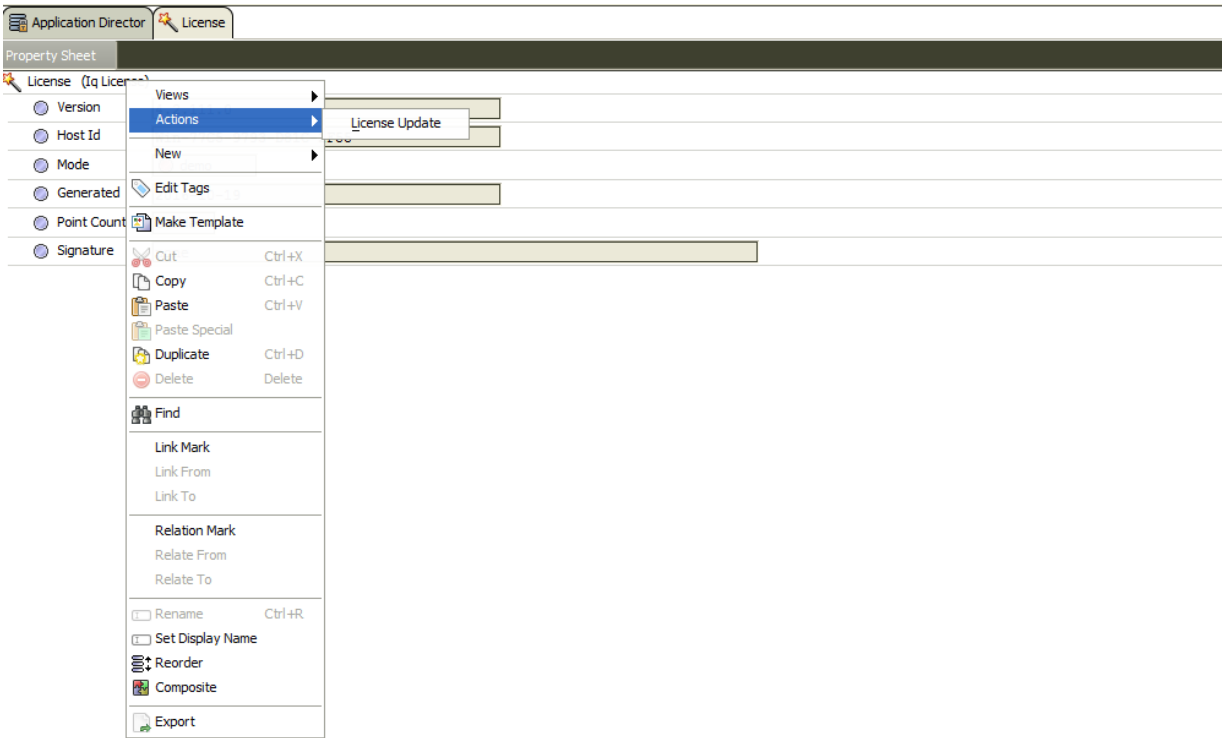 Application Director License
Property Sheet
License (Iq License)
Views
Version
Actions
License Update
Host Id
New
Mode
Edit Tags
Generated
Make Template
Point Count
Signature
Cut Ctrl+X
Copy Ctrl+C
Paste Ctrl+V
Paste Special
Duplicate Ctrl+D
Delete Delete
Find
Link Mark
Link From
Link To
Relation Mark
Relate From
Relate To
Rename Ctrl+R
Set Display Name
Reorder
Composite
Export